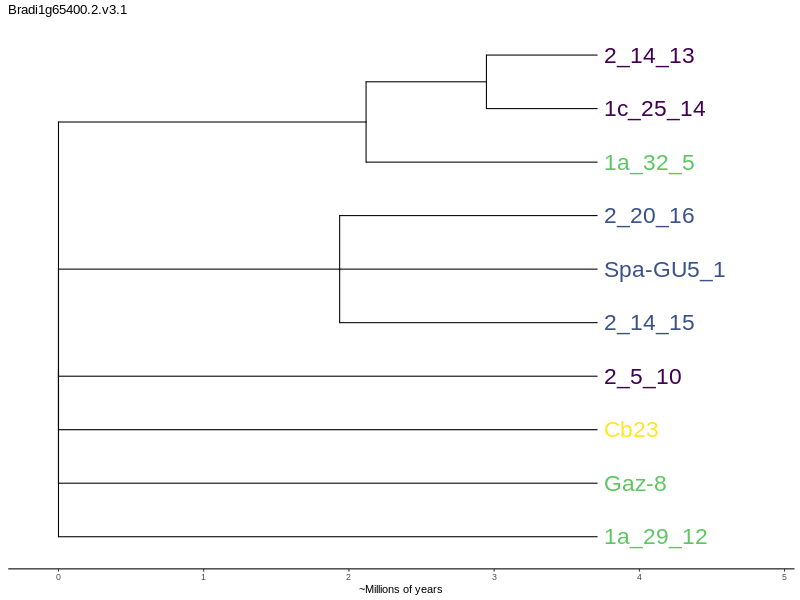 Bradi1g65400.2.v3.1
2_14_13
1c_25_14
1a_32_5
2_20_16
Spa-GU5_1
2_14_15
2_5_10
Cb23
Gaz-8
1a_29_12
0 1 2 3 4 5
~Millions of years